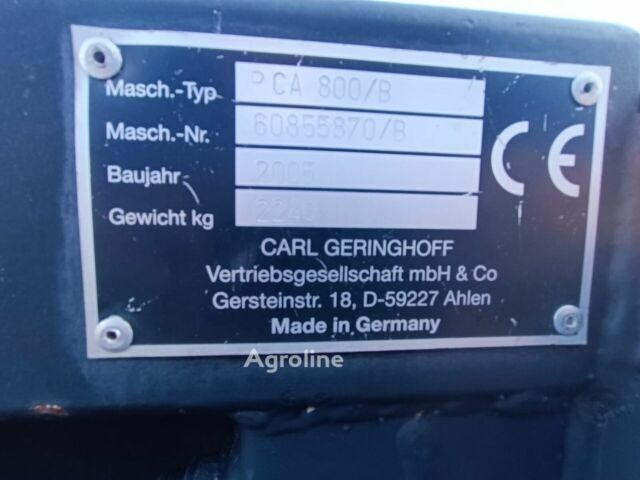 Masch.-Typ PCA 800/B
Masch.-Nr. 60855870/B
Baujahr 2005
Gewicht kg 2240
CE
CARL GERINGHOFF
Vertriebsgesellschaft mbH & Co
Gersteinstr. 18, D-59227 Ahlen
Made in Germany
Agroline